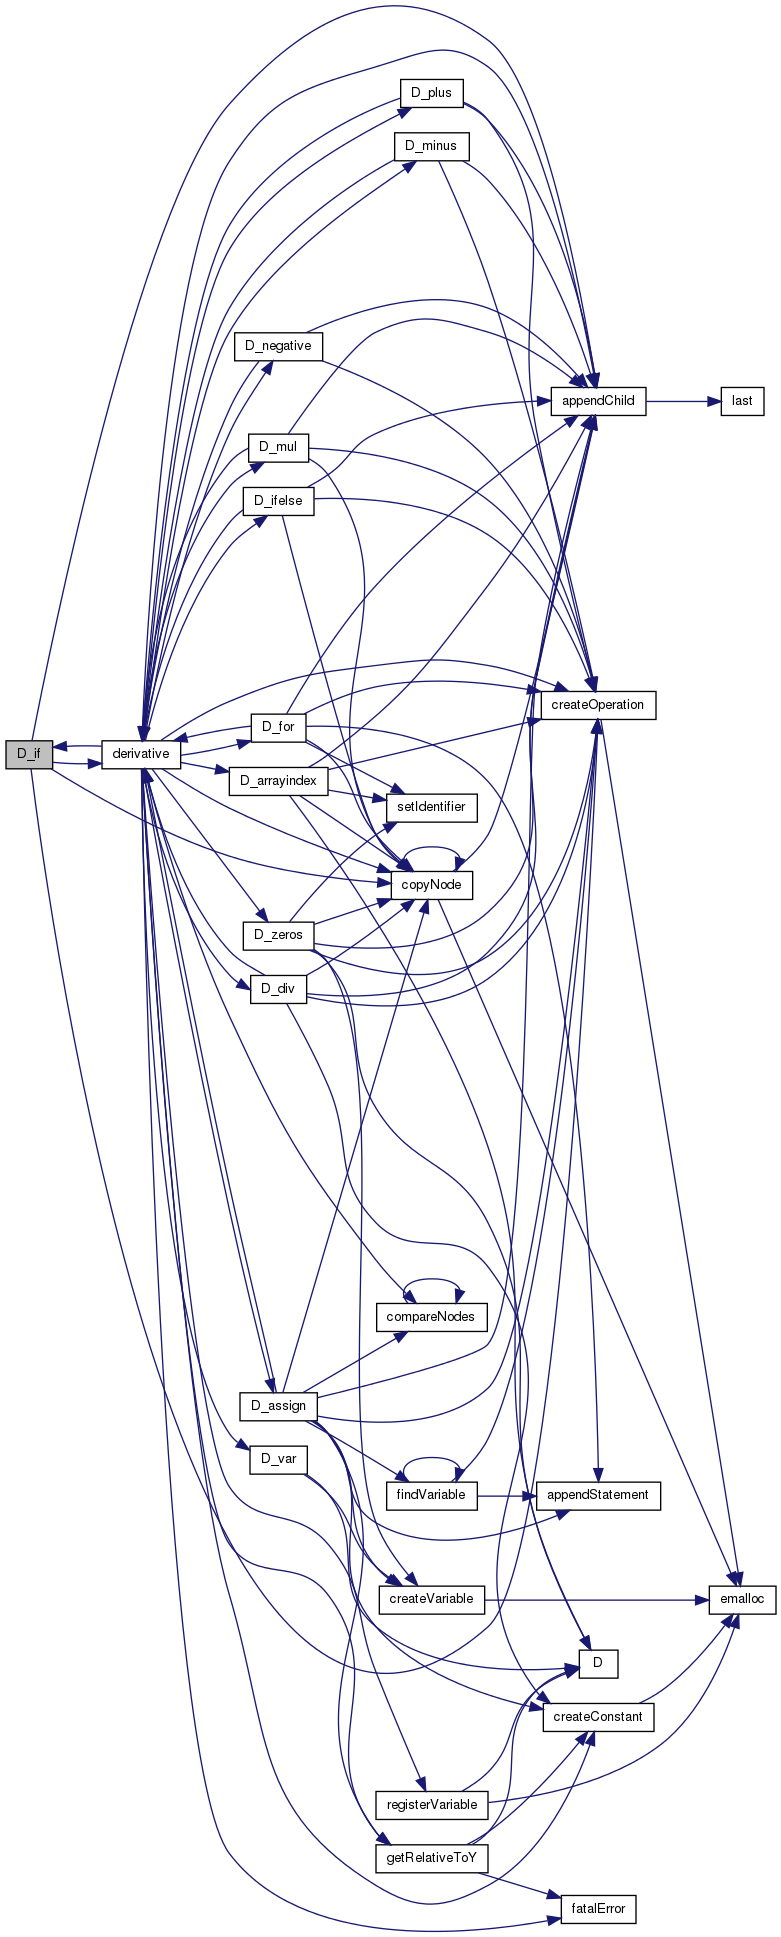 D_plus
D_minus
D_negative
appendChild
last
D_mul
D_ifelse
createOperation
D_for
D_if
derivative
D_arrayindex
setIdentifier
copyNode
D_zeros
D_div
compareNodes
D_assign
D_var
findVariable
appendStatement
createVariable
emalloc
D
createConstant
registerVariable
getRelativeToY
fatalError